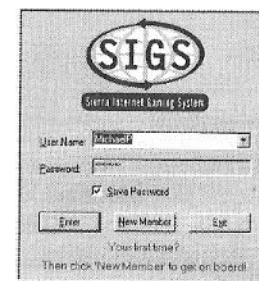 SIGS
Sierra Internet Gaming System
User Name: MichaelP
Password: ********
Save Password
Enter New Member Exit
Your first time?
Then click 'New Member' to get on board!